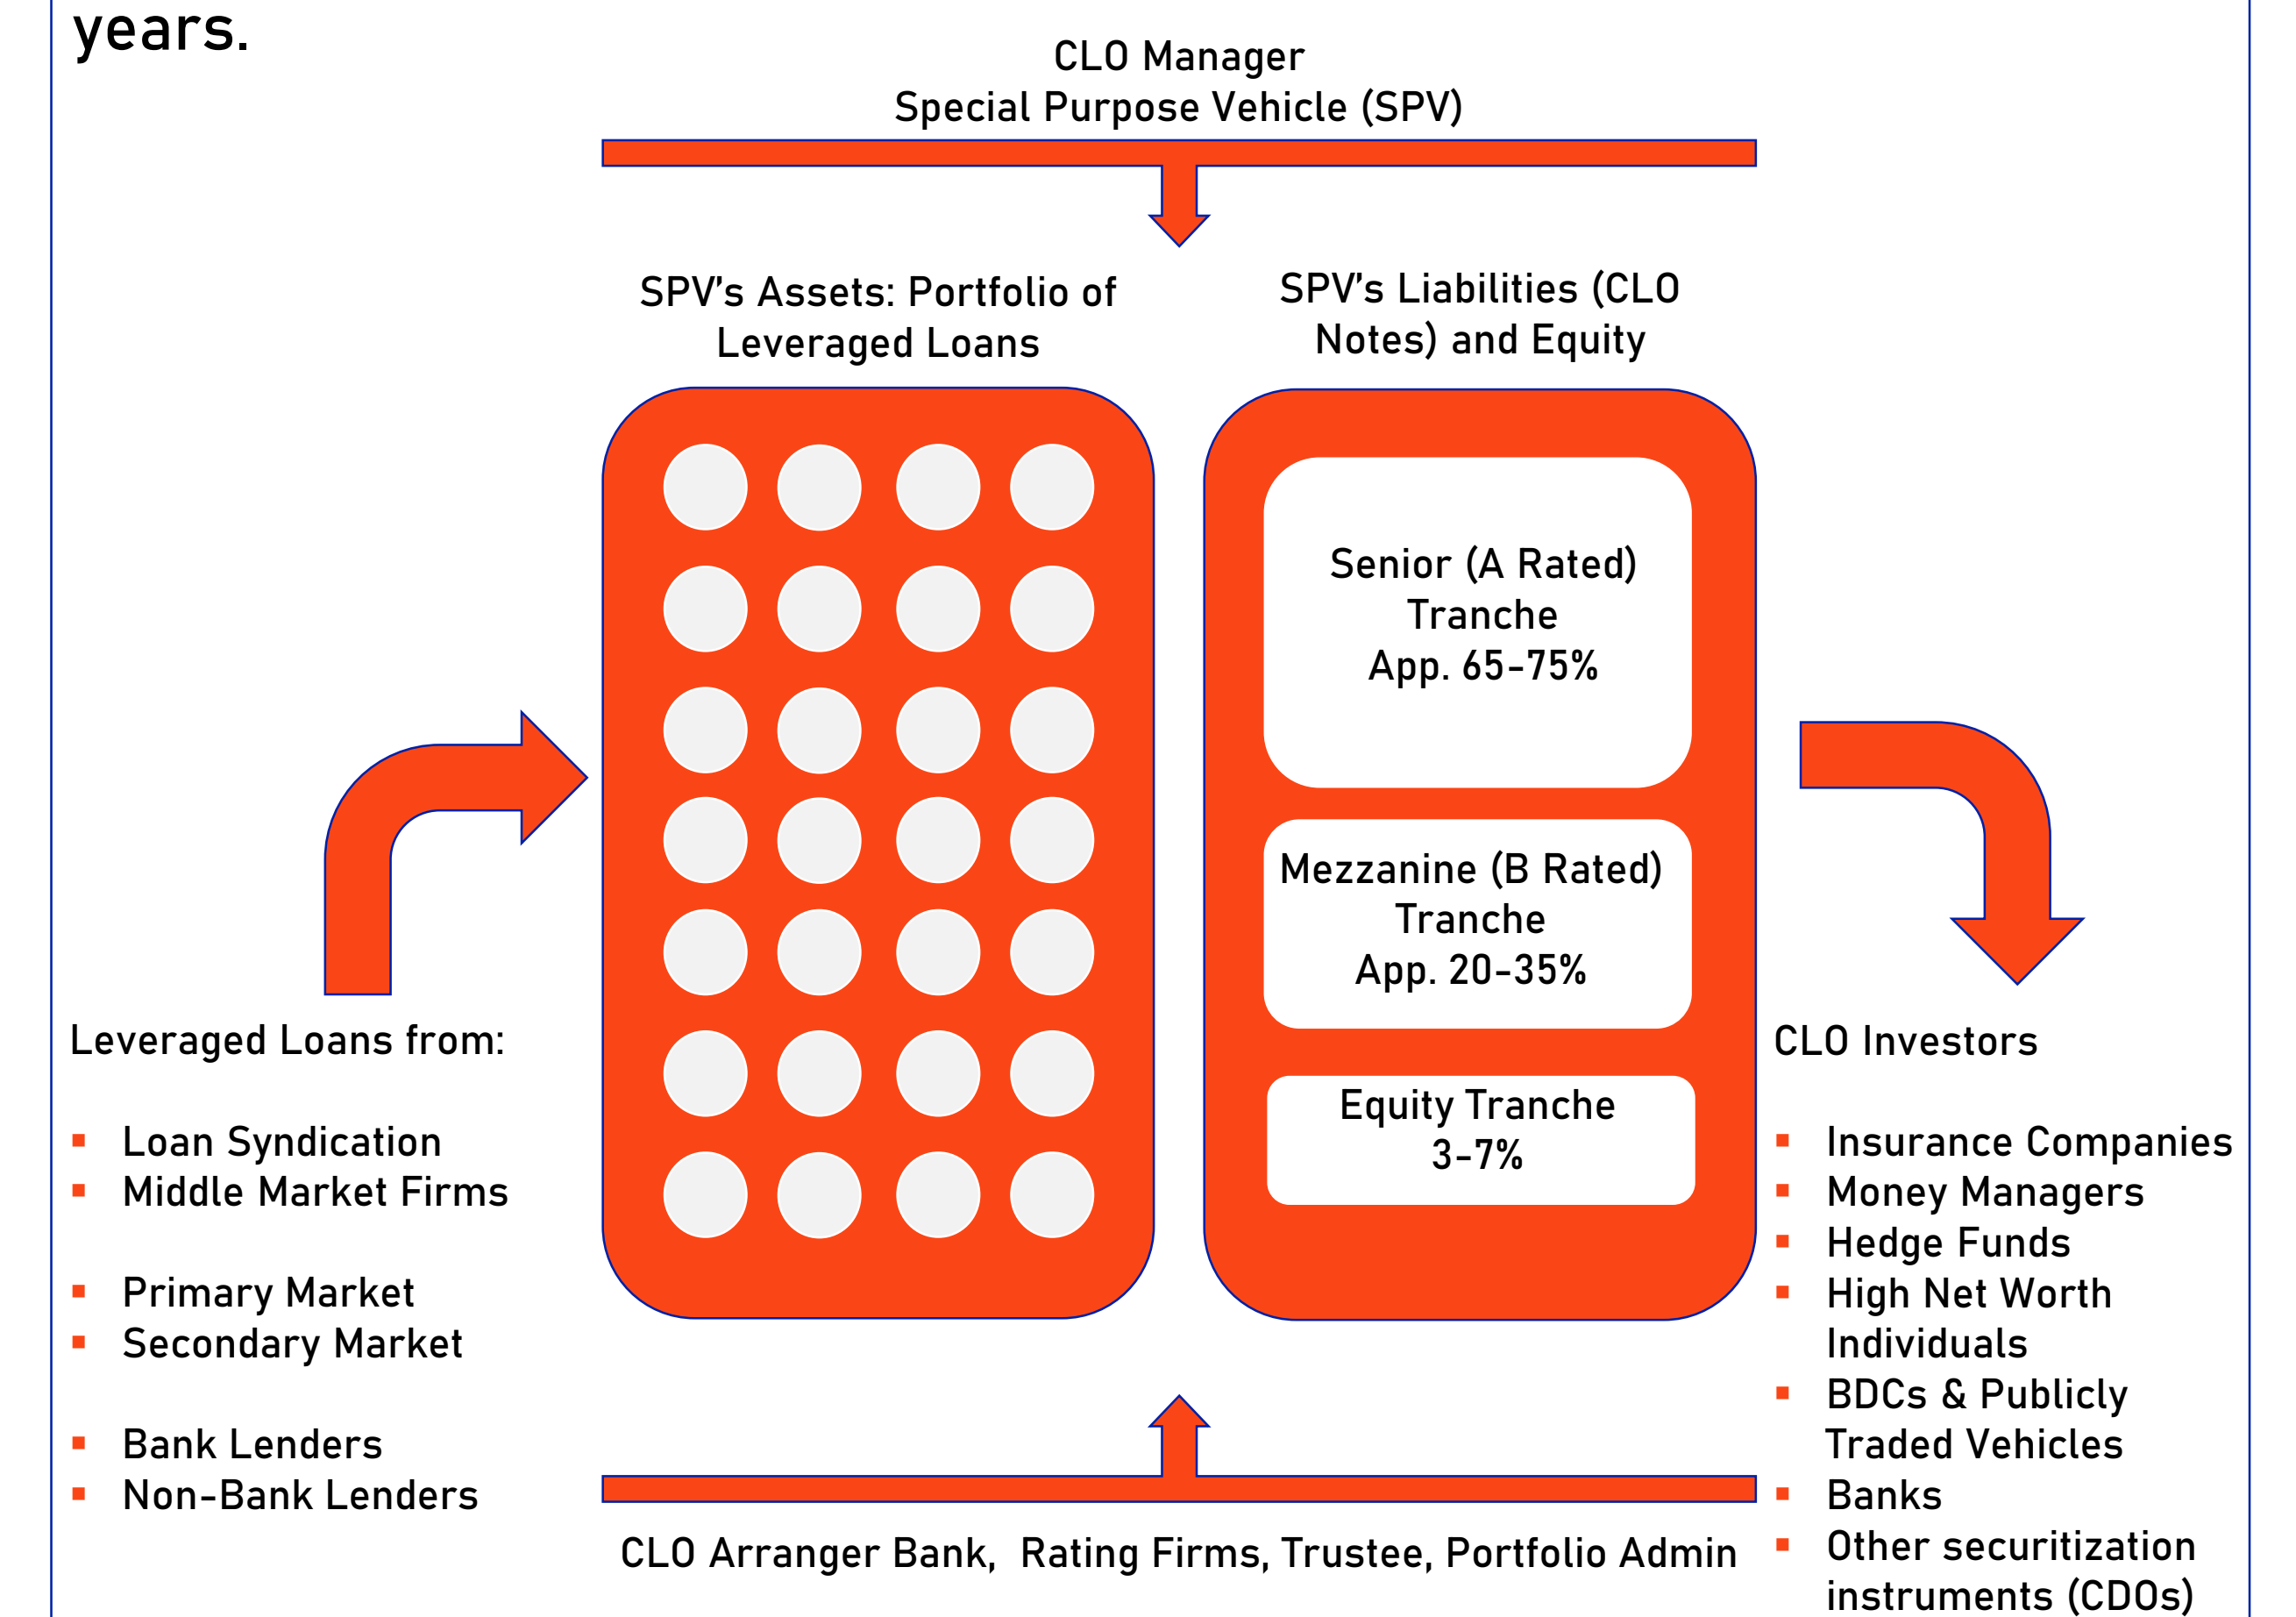 years.
CLO Manager
Special Purpose Vehicle (SPV)
SPV's Assets: Portfolio of
Leveraged Loans
SPV's Liabilities (CLO
Notes) and Equity
Senior (A Rated)
Tranche
App. 65-75%
Mezzanine (B Rated)
Tranche
App. 20-35%
Equity Tranche
3-7%
Leveraged Loans from:
▪ Loan Syndication
▪ Middle Market Firms
▪ Primary Market
▪ Secondary Market
▪ Bank Lenders
▪ Non-Bank Lenders
CLO Investors
▪ Insurance Companies
▪ Money Managers
▪ Hedge Funds
▪ High Net Worth
Individuals
▪ BDCs & Publicly
Traded Vehicles
▪ Banks
▪ Other securitization
instruments (CDOs)
CLO Arranger Bank,  Rating Firms, Trustee, Portfolio Admin